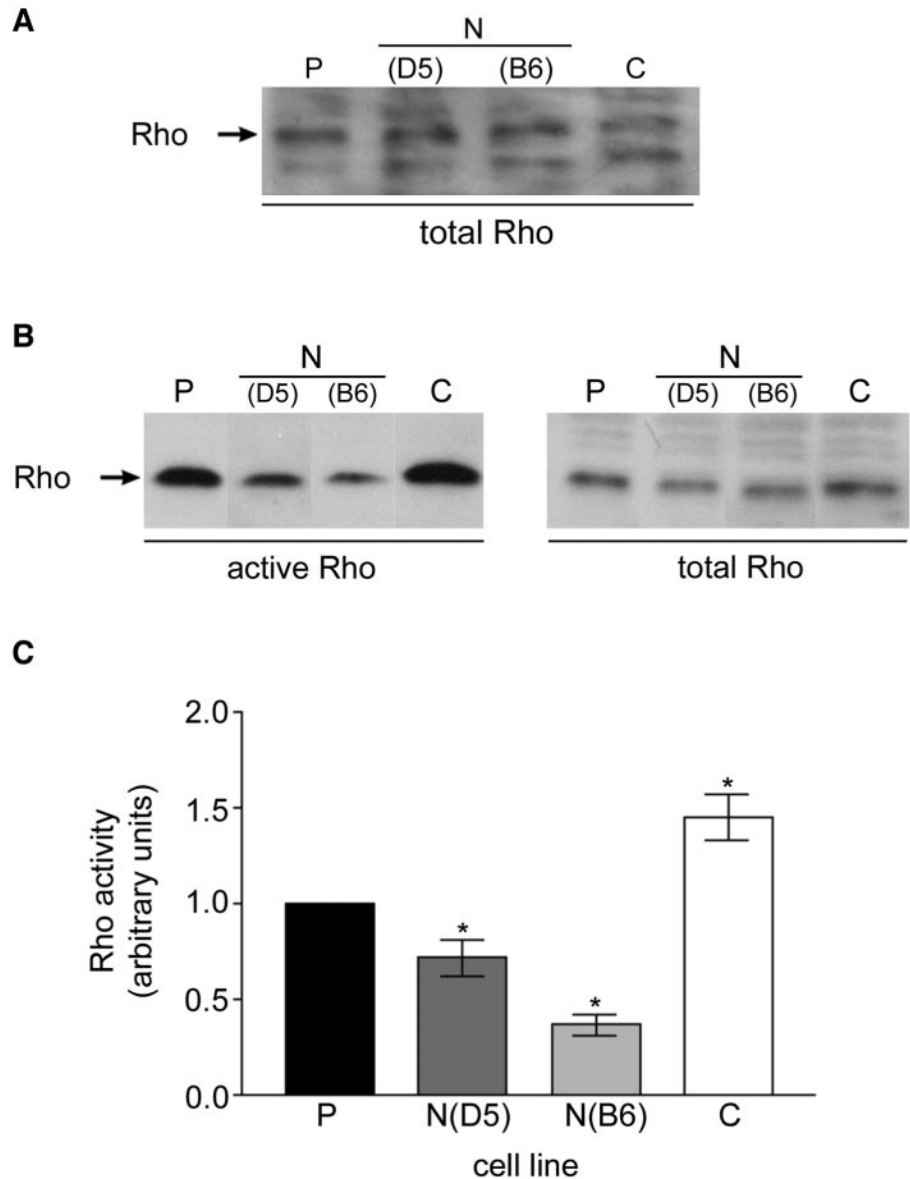 A
N
P (D5) (B6) C
Rho
total Rho
B
N N
P (D5) (B6) C P (D5) (B6) C
Rho
active Rho total Rho
C
2.0
1.5
1.0
0.5
0.0
Rho activity
(arbitrary units)
* * *
P N(D5) N(B6) C
cell line